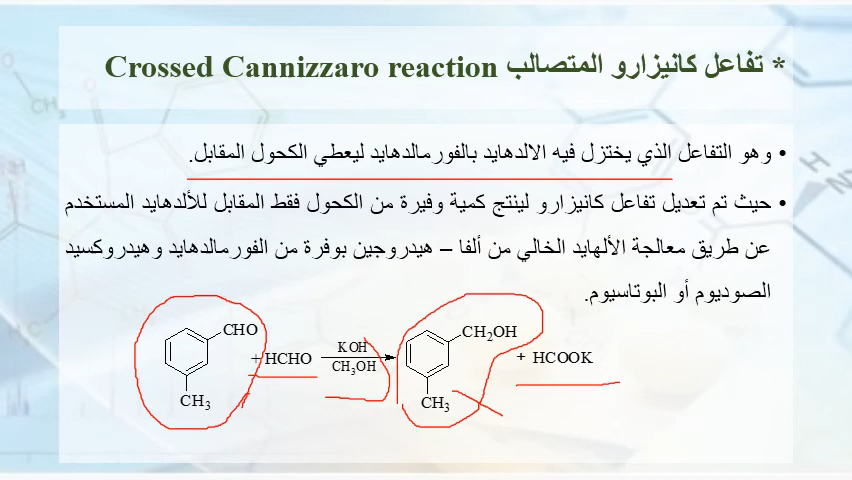 * تفاعل كانيزارو المتصالب Crossed Cannizzaro reaction
• وهو التفاعل الذي يختزل فيه الالدهايد بالفورمالدهايد ليعطي الكحول المقابل.
• حيث تم تعديل تفاعل كانيزارو لينتج كمية وفيرة من الكحول فقط المقابل للألدهايد المستخدم
عن طريق معالجة الألهايد الخالي من ألفا – هيدروجين بوفرة من الفورمالدهايد وهيدروكسيد
الصوديوم أو البوتاسيوم.
CHO
CH₂OH
+ HCHO
KOH
CH₃OH
+ HCOOK
CH₃
CH₃